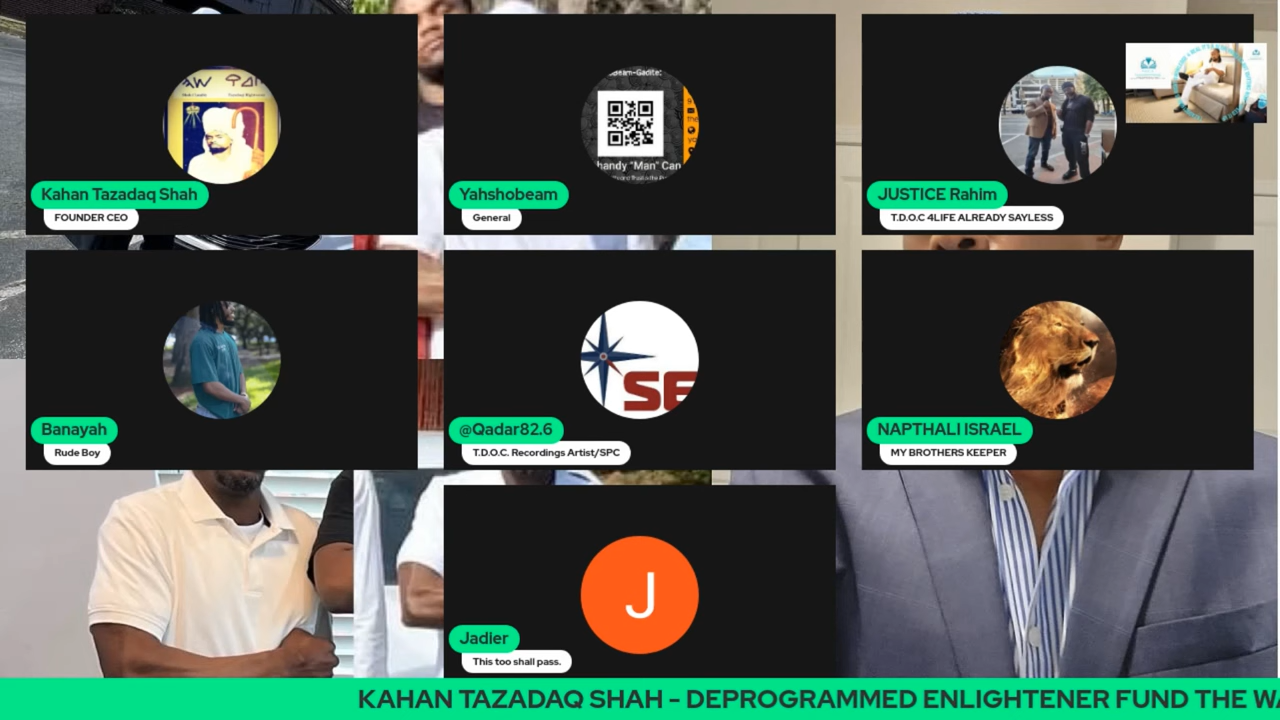 Kahan Tazadaq Shah
FOUNDER CEO
Yahshobeam
General
JUSTICE Rahim
T.D.O.C 4LIFE ALREADY SAYLESS
Banayah
Rude Boy
@Qadar82.6
SE
T.D.O.C. Recordings Artist/SPC
NAPTHALI ISRAEL
MY BROTHERS KEEPER
J
Jadier
This too shall pass.
KAHAN TAZADAQ SHAH - DEPROGRAMMED ENLIGHTENER FUND THE